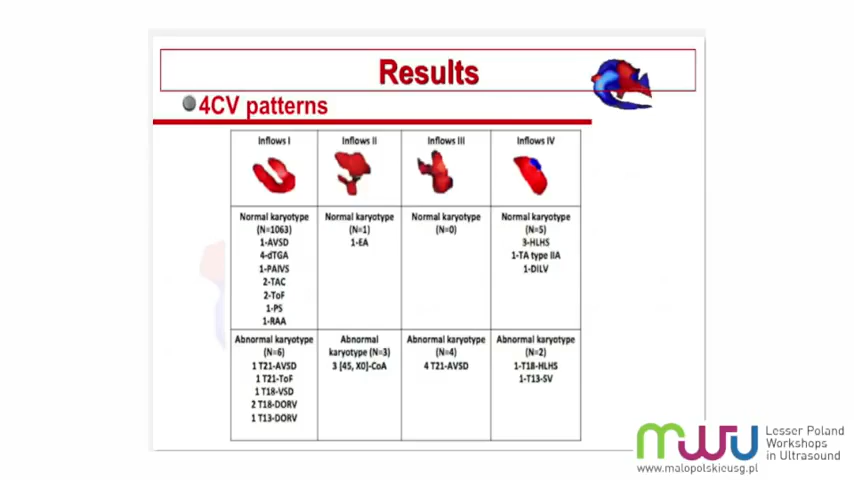 Results
4CV patterns
Inflows I
Inflows II
Inflows III
Inflows IV
Normal karyotype
(N=1063)
1-AVSD
4-dTGA
1-PAIVS
2-TAC
2-ToF
1-PS
1-RAA
Normal karyotype
(N=1)
1-EA
Normal karyotype
(N=0)
Normal karyotype
(N=5)
3-HLHS
1-TA type IIA
1-DILV
Abnormal karyotype
(N=6)
1 T21-AVSD
1 T21-ToF
1 T18-VSD
2 T18-DORV
1 T13-DORV
Abnormal
karyotype (N=3)
3 [45, X0]-CoA
Abnormal karyotype
(N=4)
4 T21-AVSD
Abnormal karyotype
(N=2)
1-T18-HLHS
1-T13-SV
mwu
Lesser Poland
Workshops
in Ultrasound
www.malopolskieusg.pl